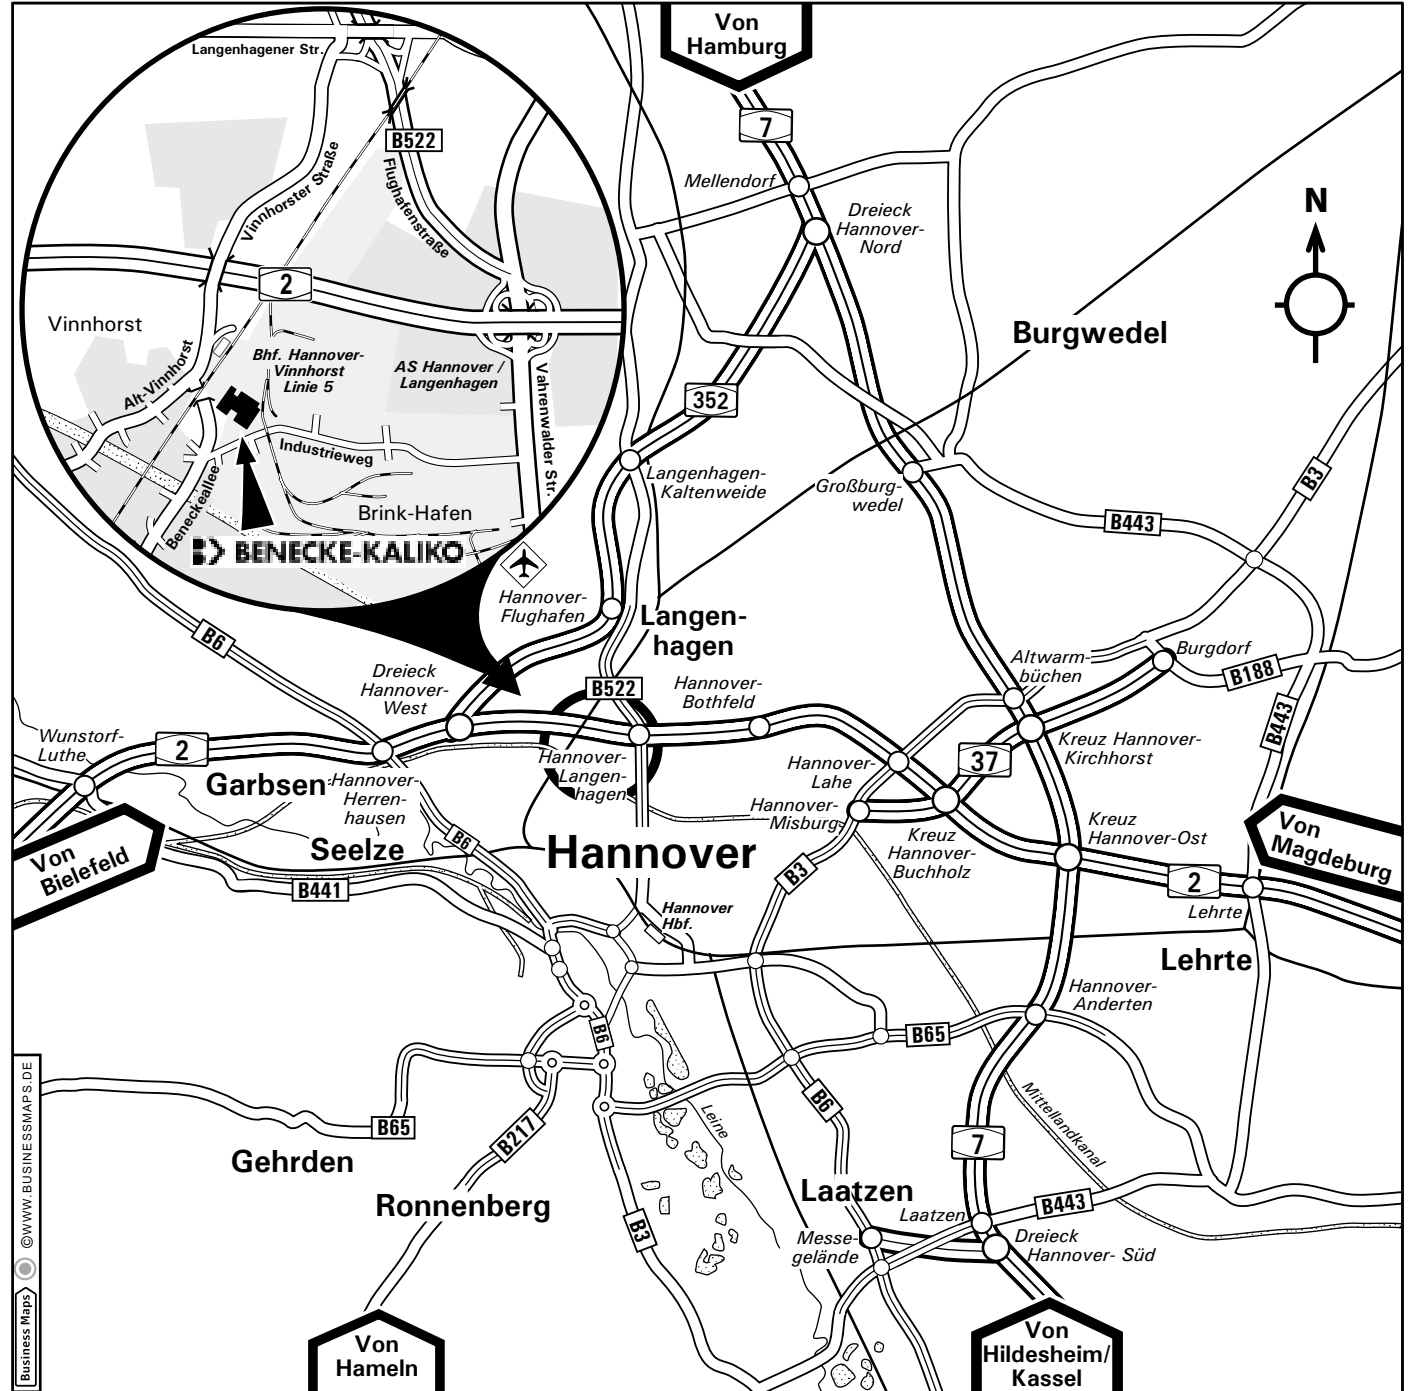 Langenhagener Str.
B522
Vinnhorster Straße
Flughafenstraße
2
Vinnhorst
Alt-Vinnhorst
Bhf. Hannover-
Vinnhorst
Linie 5
AS Hannover /
Langenhagen
Vahrenwalder Str.
Industrieweg
Beneckeallee
Brink-Hafen
BENECKE-KALIKO
Von
Hamburg
7
Mellendorf
Dreieck
Hannover-
Nord
N
Burgwedel
352
Langenhagen-
Kaltenweide
Großburg-
wedel
B3
B443
Hannover-
Flughafen
Langen-
hagen
B6
Dreieck
Hannover-
West
B522
Hannover-
Bothfeld
Altwarm-
büchen
Burgdorf
B188
B443
Wunstorf-
Luthe
2
Garbsen
Hannover-
Herren-
hausen
Hannover-
Langen-
hagen
Hannover-
Lahe
37
Kreuz Hannover-
Kirchhorst
Hannover-
Misburg
Kreuz
Hannover-
Buchholz
Kreuz
Hannover-Ost
Von
Magdeburg
Von
Bielefeld
Seelze
B6
Hannover
B441
B3
2
Lehrte
Hannover
Hbf.
Lehrte
Hannover-
Anderten
B6
B65
Leine
B6
Mittellandkanal
B65
B217
7
Gehrden
Ronnenberg
B3
Laatzen
Laatzen
B443
Messe-
gelände
Dreieck
Hannover- Süd
Von
Hameln
Von
Hildesheim/
Kassel
©WWW.BUSINESSMAPS.DE
Business Maps